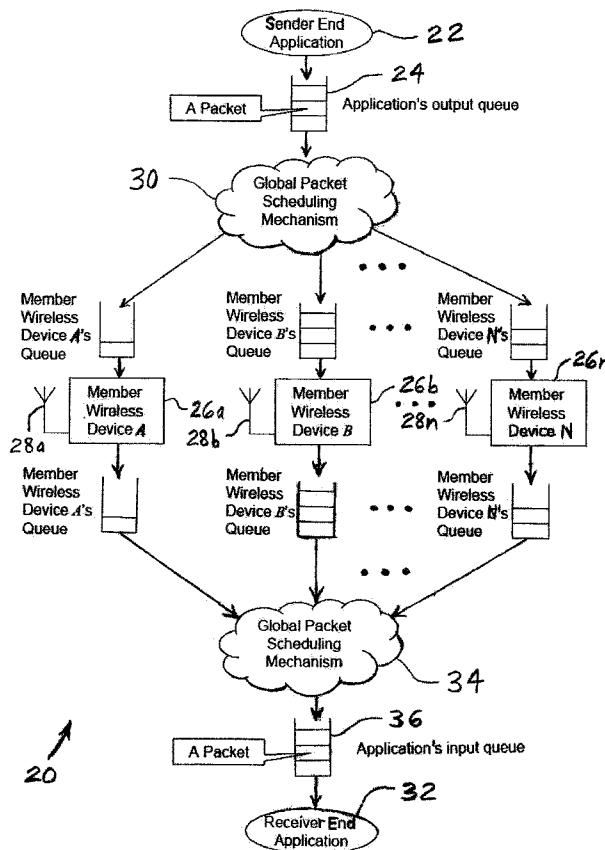 Sender End
Application
22
24
A Packet
Application's output queue
30
Global Packet
Scheduling
Mechanism
Member
Wireless
Device A's
Queue
Member
Wireless
Device B's
Queue
Member
Wireless
Device N's
Queue
Member
Wireless
Device A
26a
28a
Member
Wireless
Device B
26b
28b
Member
Wireless
Device N
26n
28n
Member
Wireless
Device A's
Queue
Member
Wireless
Device B's
Queue
Member
Wireless
Device
Queue
Global Packet
Scheduling
Mechanism
34
36
A Packet
Application's input queue
20
32
Receiver End
Application